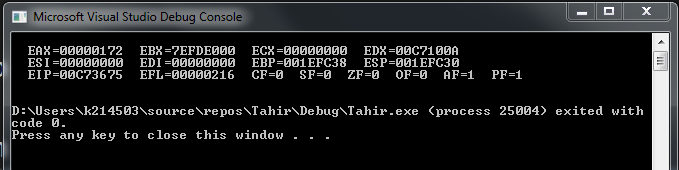 Microsoft Visual Studio Debug Console
EAX=00000172 EBX=7EFDE000 ECX=00000000 EDX=00C7100A
ESI=00000000 EDI=00000000 EBP=001EFC38 ESP=001EFC30
EIP=00C73675 EFL=00000216 CF=0 SF=0 ZF=0 OF=0 AF=1 PF=1
D:\Users\k214503\source\repos\Tahir\Debug\Tahir.exe (process 25004) exited with
code 0.
Press any key to close this window . . .